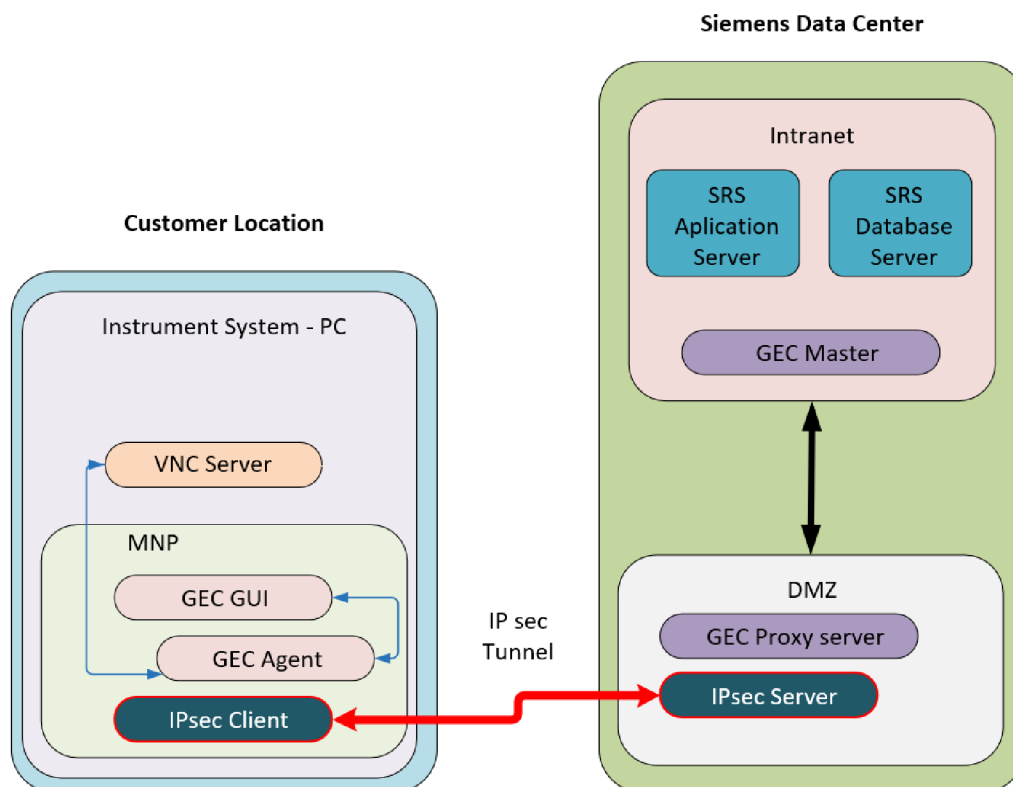 Siemens Data Center
Intranet
SRS
Aplication
Server
SRS
Database
Server
GEC Master
Customer Location
Instrument System - PC
VNC Server
MNP
GEC GUI
GEC Agent
IPsec Client
IP sec
Tunnel
DMZ
GEC Proxy server
IPsec Server